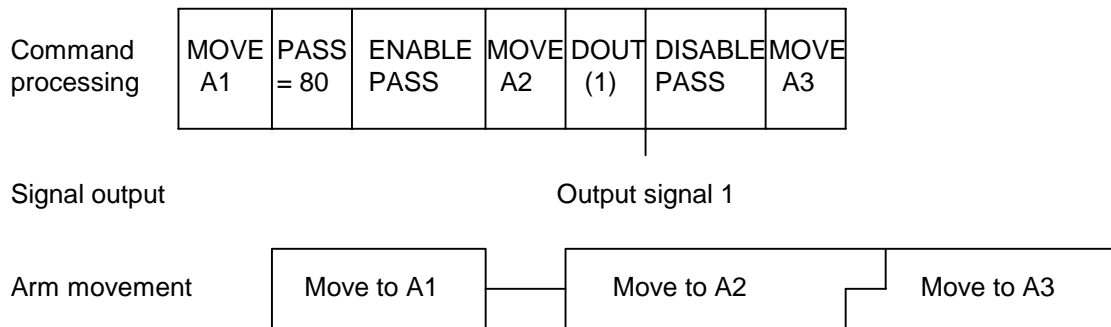 Command processing
MOVE A1
PASS = 80
ENABLE PASS
MOVE A2
DOUT (1)
DISABLE PASS
MOVE A3
Signal output
Output signal 1
Arm movement
Move to A1
Move to A2
Move to A3